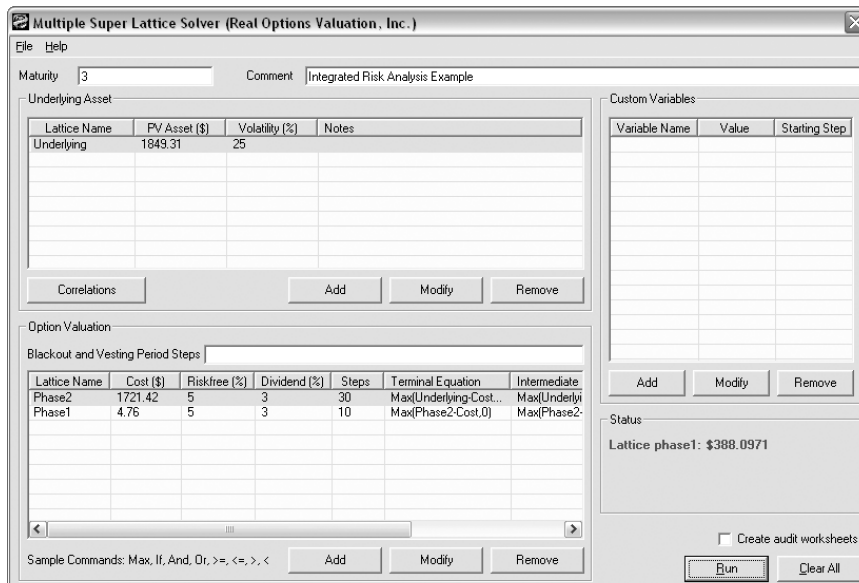 Multiple Super Lattice Solver (Real Options Valuation, Inc.)
File Help
Maturity 3 Comment Integrated Risk Analysis Example
Underlying Asset
Lattice Name PV Asset ($) Volatility (%) Notes
Underlying 1849.31 25
Correlations Add Modify Remove
Option Valuation
Blackout and Vesting Period Steps
Lattice Name Cost ($) Riskfree (%) Dividend (%) Steps Terminal Equation Intermediate
Phase2 1721.42 5 3 30 Max(Underlying-Cost... Max(Underlyi
Phase1 4.76 5 3 10 Max(Phase2-Cost,0) Max(Phase2-
Sample Commands: Max, If, And, Or, >=, <=, >, < Add Modify Remove
Custom Variables
Variable Name Value Starting Step
Add Modify Remove
Status
Lattice phase1: $388.0971
Create audit worksheets
Run Clear All